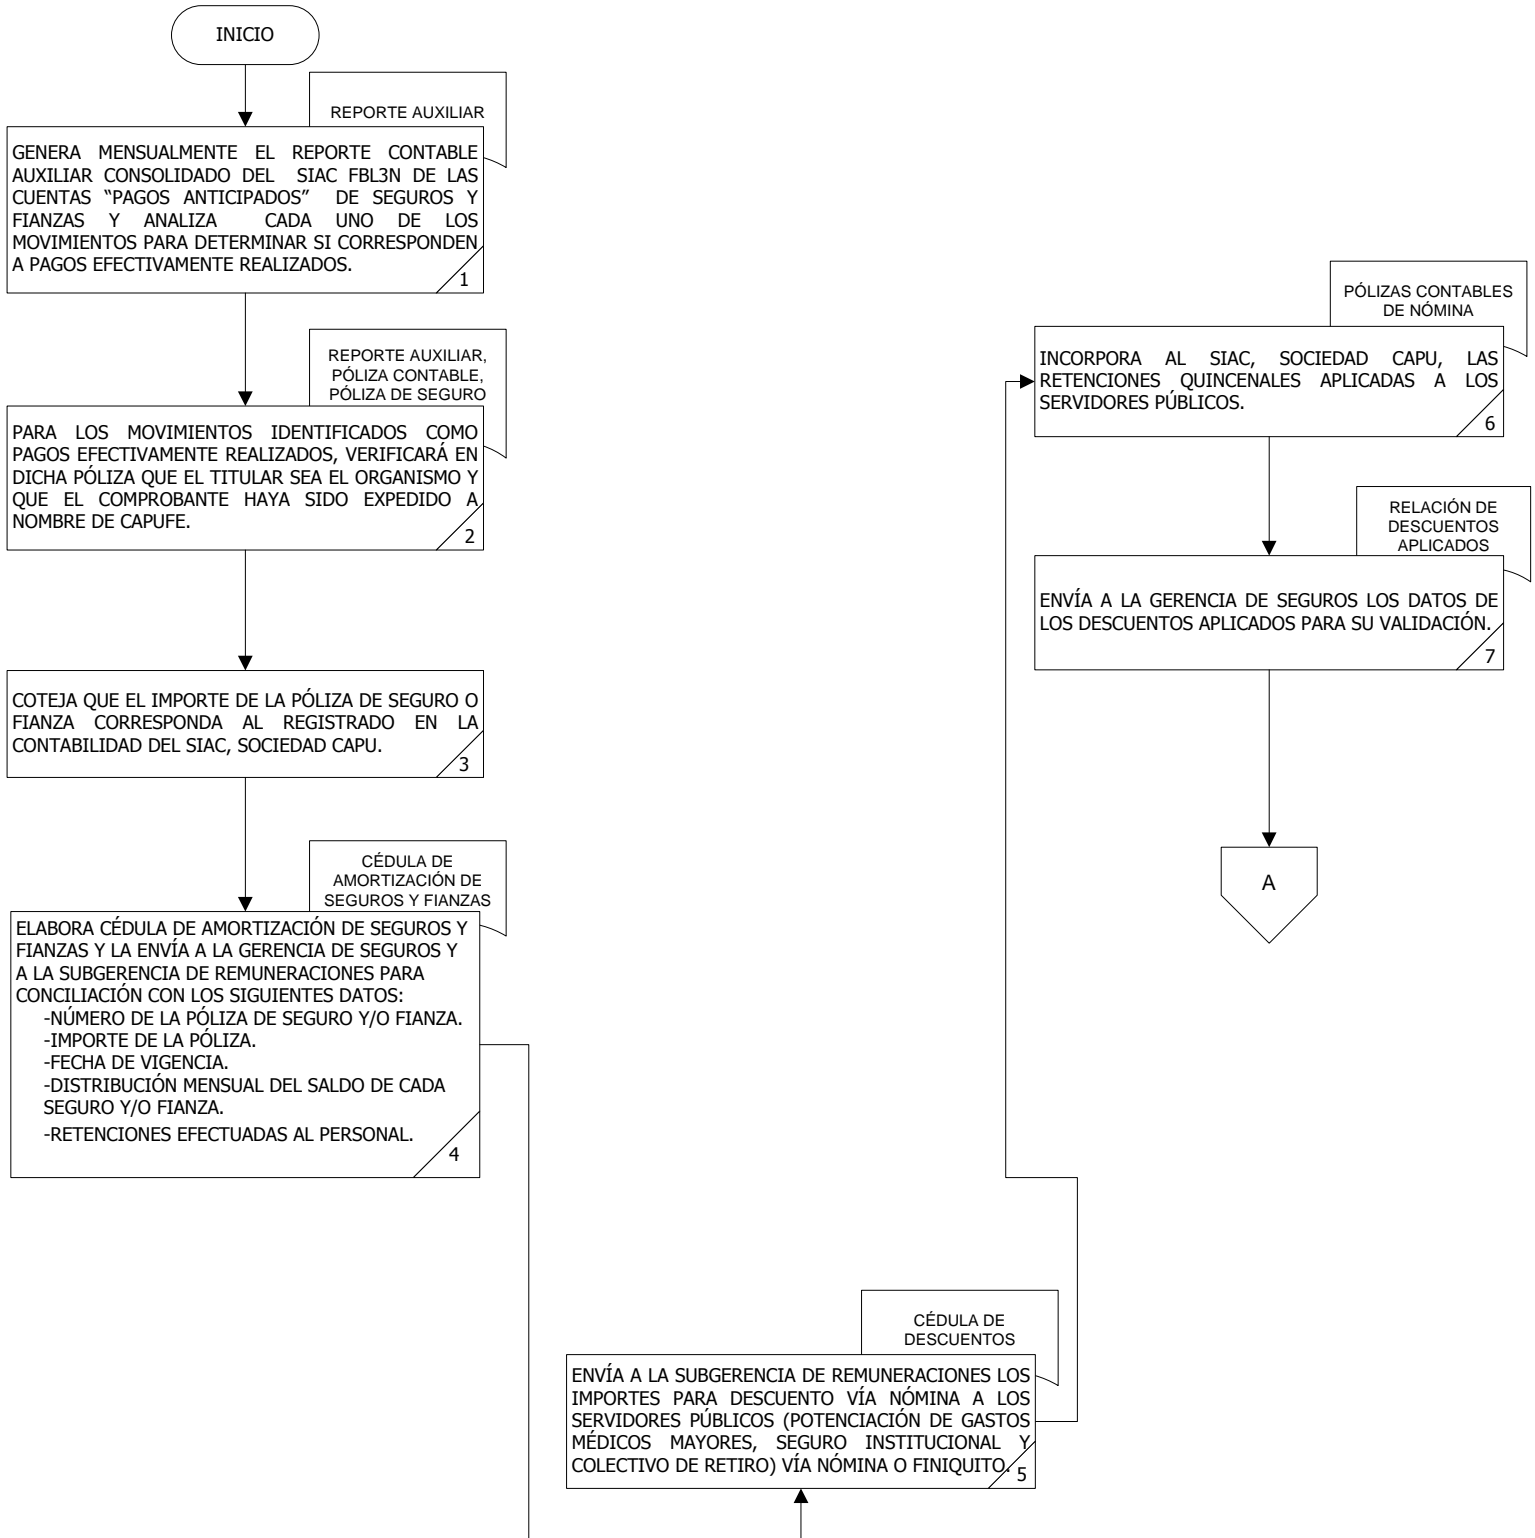 INICIO
REPORTE AUXILIAR
GENERA MENSUALMENTE EL REPORTE CONTABLE
AUXILIAR CONSOLIDADO DEL SIAC FBL3N DE LAS
CUENTAS “PAGOS ANTICIPADOS” DE SEGUROS Y
FIANZAS Y ANALIZA CADA UNO DE LOS
MOVIMIENTOS PARA DETERMINAR SI CORRESPONDEN
A PAGOS EFECTIVAMENTE REALIZADOS.
1
REPORTE AUXILIAR,
PÓLIZA CONTABLE,
PÓLIZA DE SEGURO
PARA LOS MOVIMIENTOS IDENTIFICADOS COMO
PAGOS EFECTIVAMENTE REALIZADOS, VERIFICARÁ EN
DICHA PÓLIZA QUE EL TITULAR SEA EL ORGANISMO Y
QUE EL COMPROBANTE HAYA SIDO EXPEDIDO A
NOMBRE DE CAPUFE.
2
COTEJA QUE EL IMPORTE DE LA PÓLIZA DE SEGURO O
FIANZA CORRESPONDA AL REGISTRADO EN LA
CONTABILIDAD DEL SIAC, SOCIEDAD CAPU.
3
CÉDULA DE
AMORTIZACIÓN DE
SEGUROS Y FIANZAS
ELABORA CÉDULA DE AMORTIZACIÓN DE SEGUROS Y
FIANZAS Y LA ENVÍA A LA GERENCIA DE SEGUROS Y
A LA SUBGERENCIA DE REMUNERACIONES PARA
CONCILIACIÓN CON LOS SIGUIENTES DATOS:
-NÚMERO DE LA PÓLIZA DE SEGURO Y/O FIANZA.
-IMPORTE DE LA PÓLIZA.
-FECHA DE VIGENCIA.
-DISTRIBUCIÓN MENSUAL DEL SALDO DE CADA
SEGURO Y/O FIANZA.
-RETENCIONES EFECTUADAS AL PERSONAL.
4
CÉDULA DE
DESCUENTOS
ENVÍA A LA SUBGERENCIA DE REMUNERACIONES LOS
IMPORTES PARA DESCUENTO VÍA NÓMINA A LOS
SERVIDORES PÚBLICOS (POTENCIACIÓN DE GASTOS
MÉDICOS MAYORES, SEGURO INSTITUCIONAL Y
COLECTIVO DE RETIRO) VÍA NÓMINA O FINIQUITO.
5
PÓLIZAS CONTABLES
DE NÓMINA
INCORPORA AL SIAC, SOCIEDAD CAPU, LAS
RETENCIONES QUINCENALES APLICADAS A LOS
SERVIDORES PÚBLICOS.
6
RELACIÓN DE
DESCUENTOS
APLICADOS
ENVÍA A LA GERENCIA DE SEGUROS LOS DATOS DE
LOS DESCUENTOS APLICADOS PARA SU VALIDACIÓN.
7
A